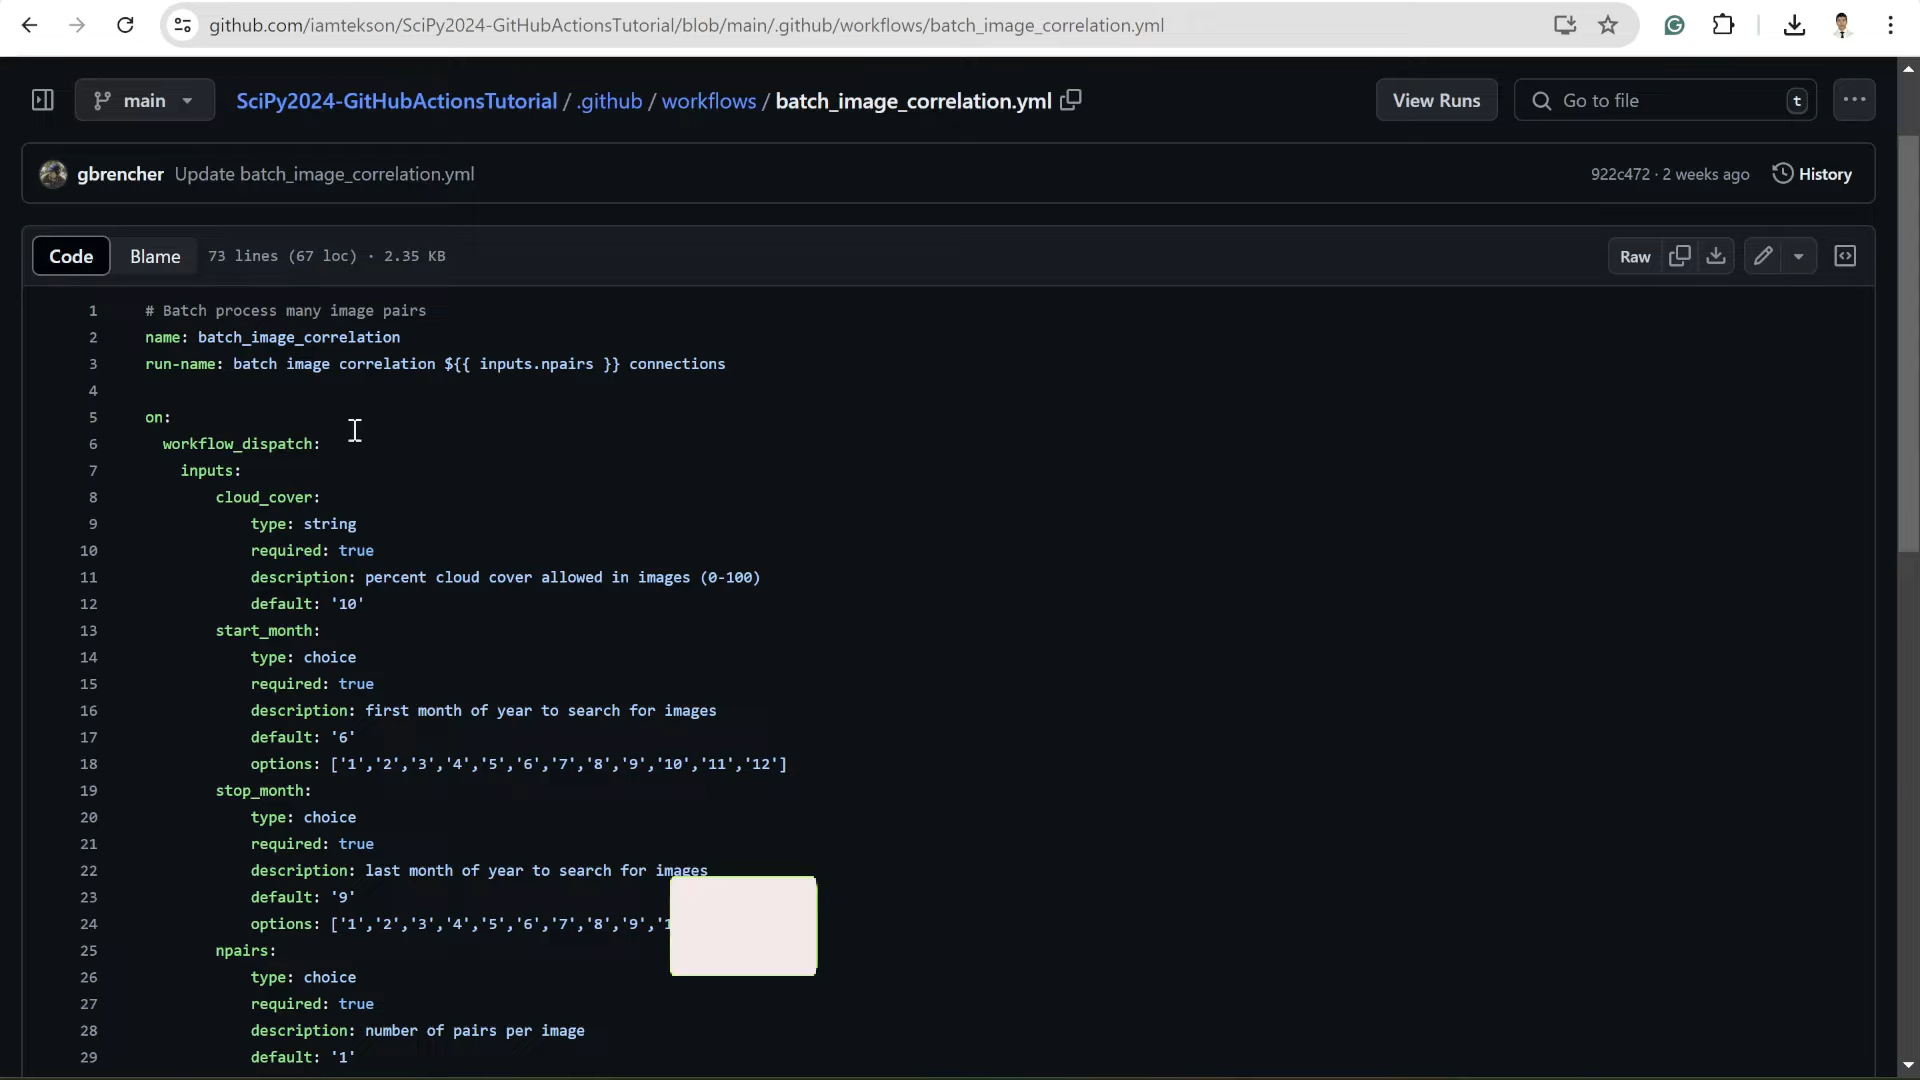 github.com/iamtekson/SciPy2024-GitHubActionsTutorial/blob/main/.github/workflows/batch_image_correlation.yml
main SciPy2024-GitHubActionsTutorial / .github / workflows / batch_image_correlation.yml View Runs Go to file t
gbrencher Update batch_image_correlation.yml 922c472 · 2 weeks ago History
Code Blame 73 lines (67 loc) · 2.35 KB Raw
1 # Batch process many image pairs
2 name: batch_image_correlation
3 run-name: batch image correlation ${{ inputs.npairs }} connections
4
5 on:
6 workflow_dispatch:
7 inputs:
8 cloud_cover:
9 type: string
10 required: true
11 description: percent cloud cover allowed in images (0-100)
12 default: '10'
13 start_month:
14 type: choice
15 required: true
16 description: first month of year to search for images
17 default: '6'
18 options: ['1','2','3','4','5','6','7','8','9','10','11','12']
19 stop_month:
20 type: choice
21 required: true
22 description: last month of year to search for images
23 default: '9'
24 options: ['1','2','3','4','5','6','7','8','9','1
25 npairs:
26 type: choice
27 required: true
28 description: number of pairs per image
29 default: '1'